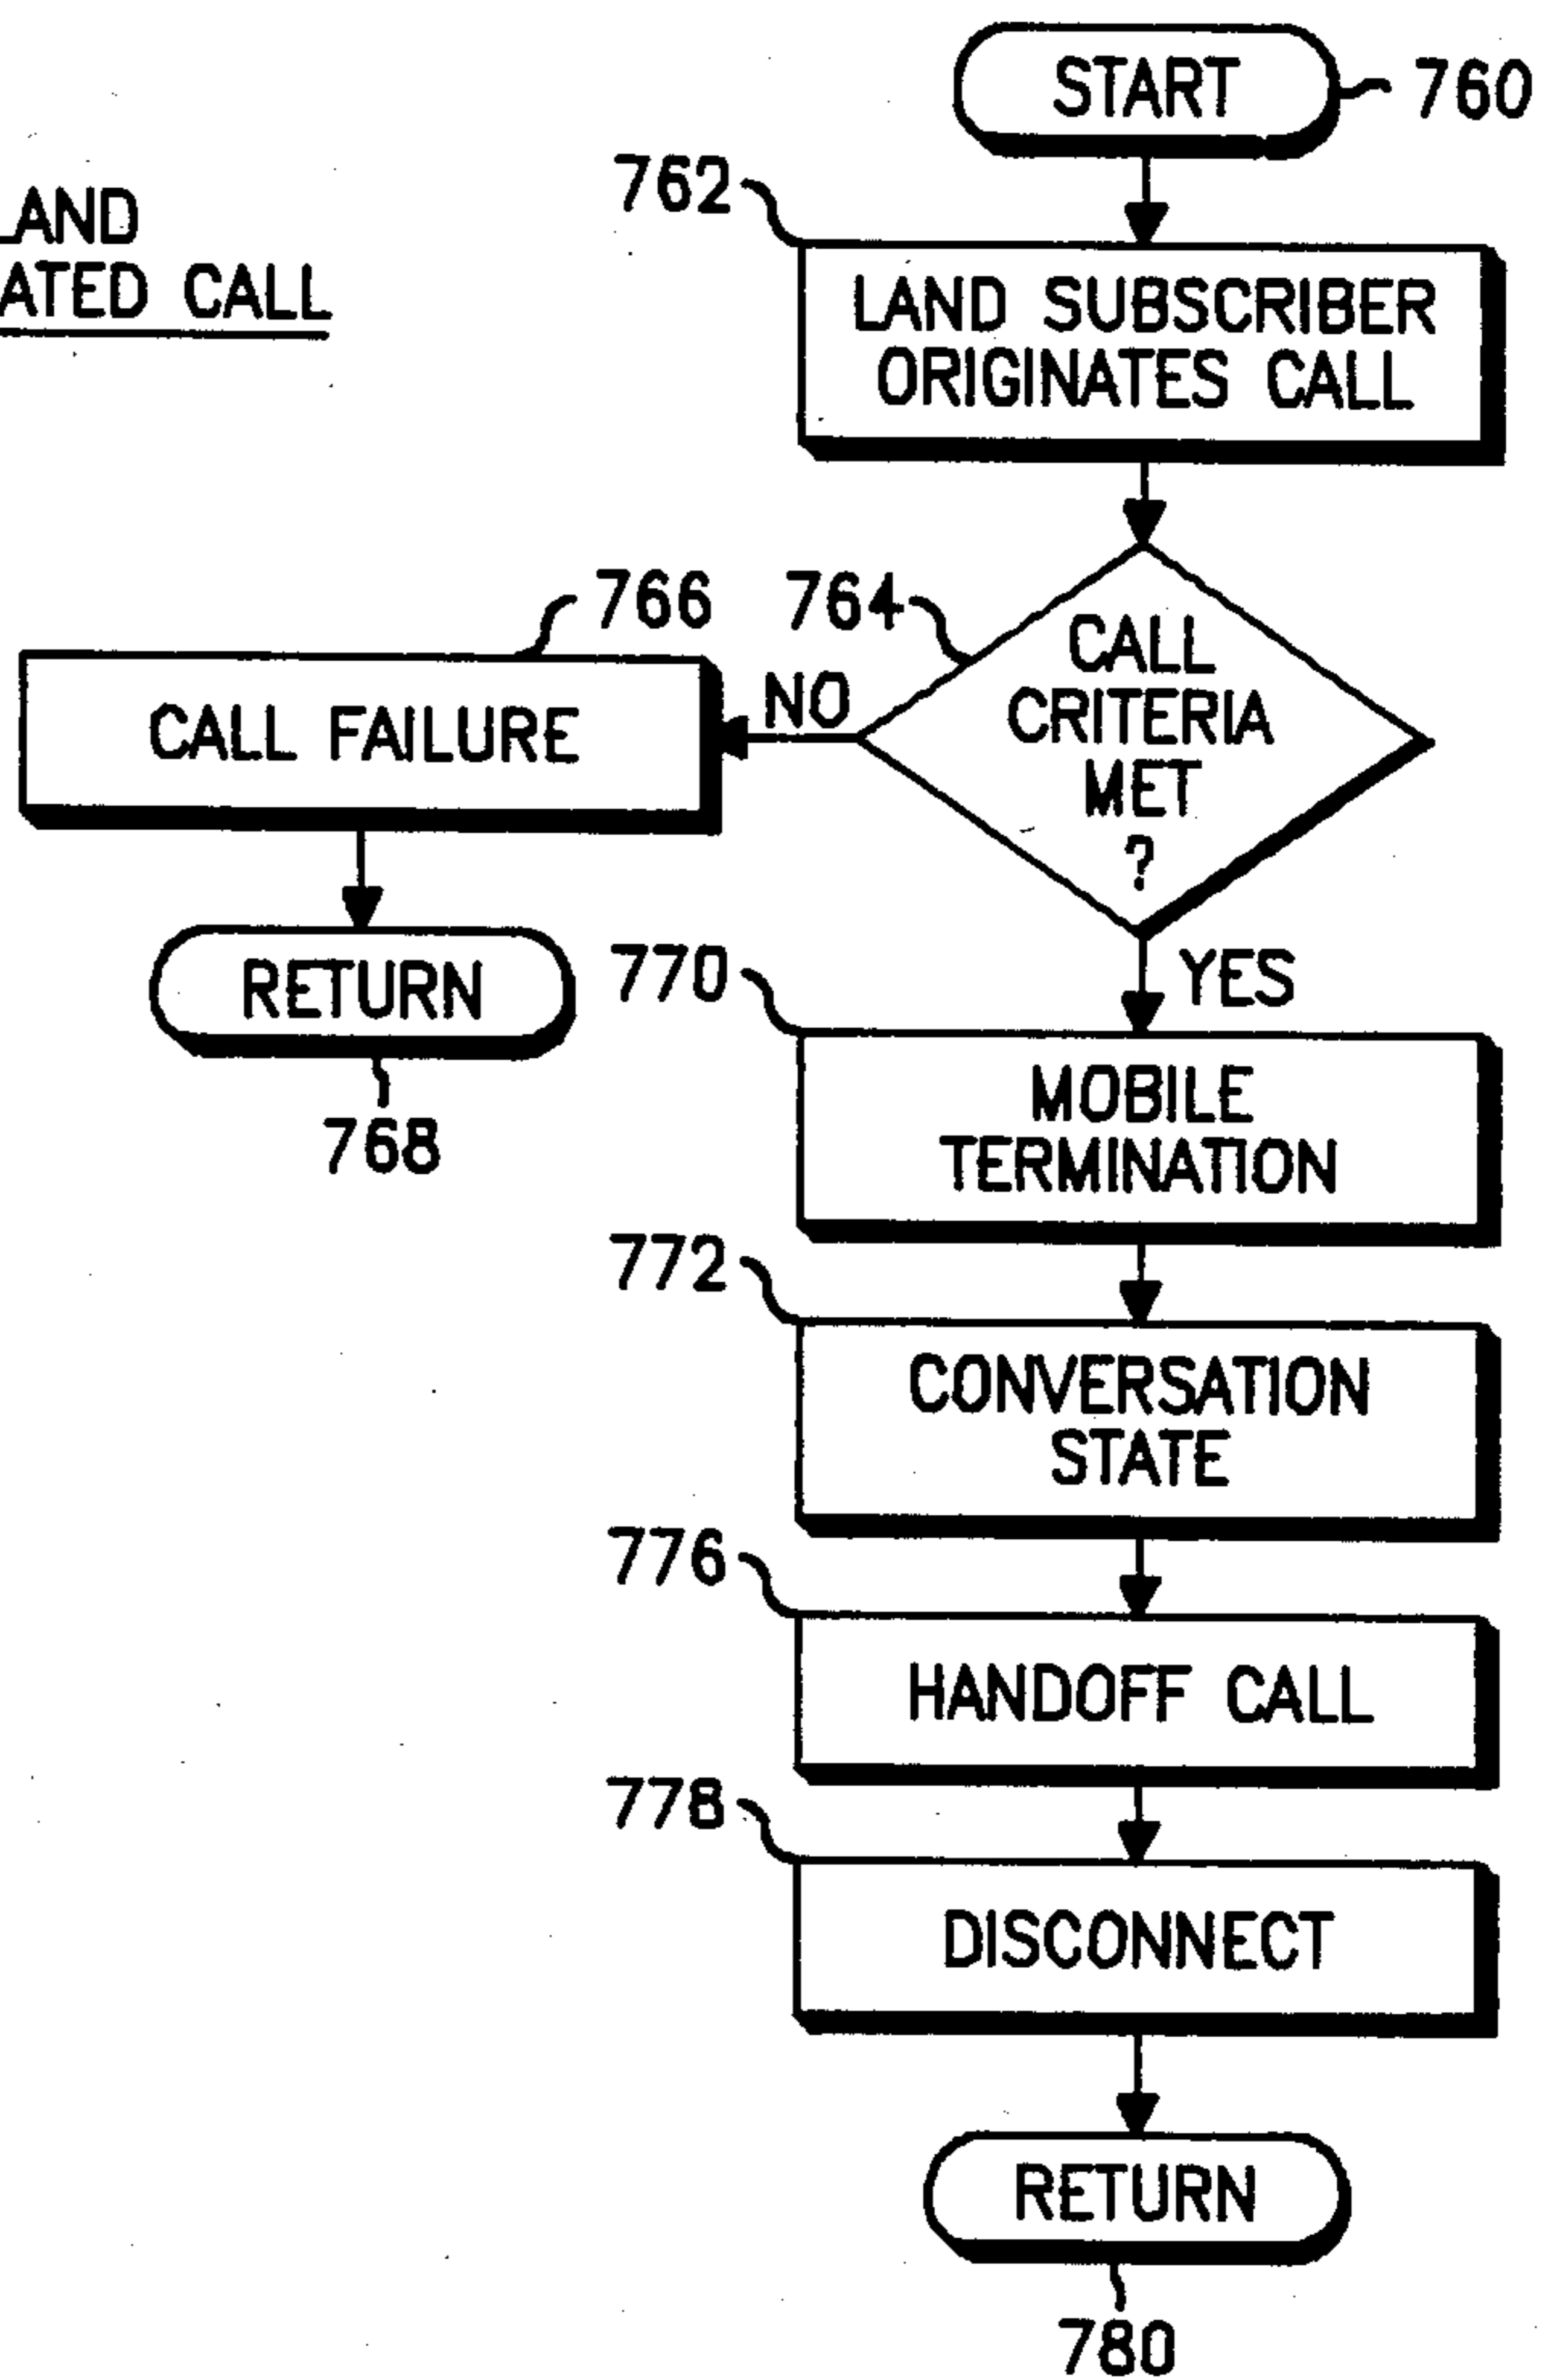 START
760
762
LAND
ATED CALL
LAND SUBSCRIBER
ORIGINATES CALL
766
764
CALL
CRITERIA
MET
?
NO
CALL FAILURE
RETURN
768
770
YES
MOBILE
TERMINATION
772
CONVERSATION
STATE
776
HANDOFF CALL
778
DISCONNECT
RETURN
780